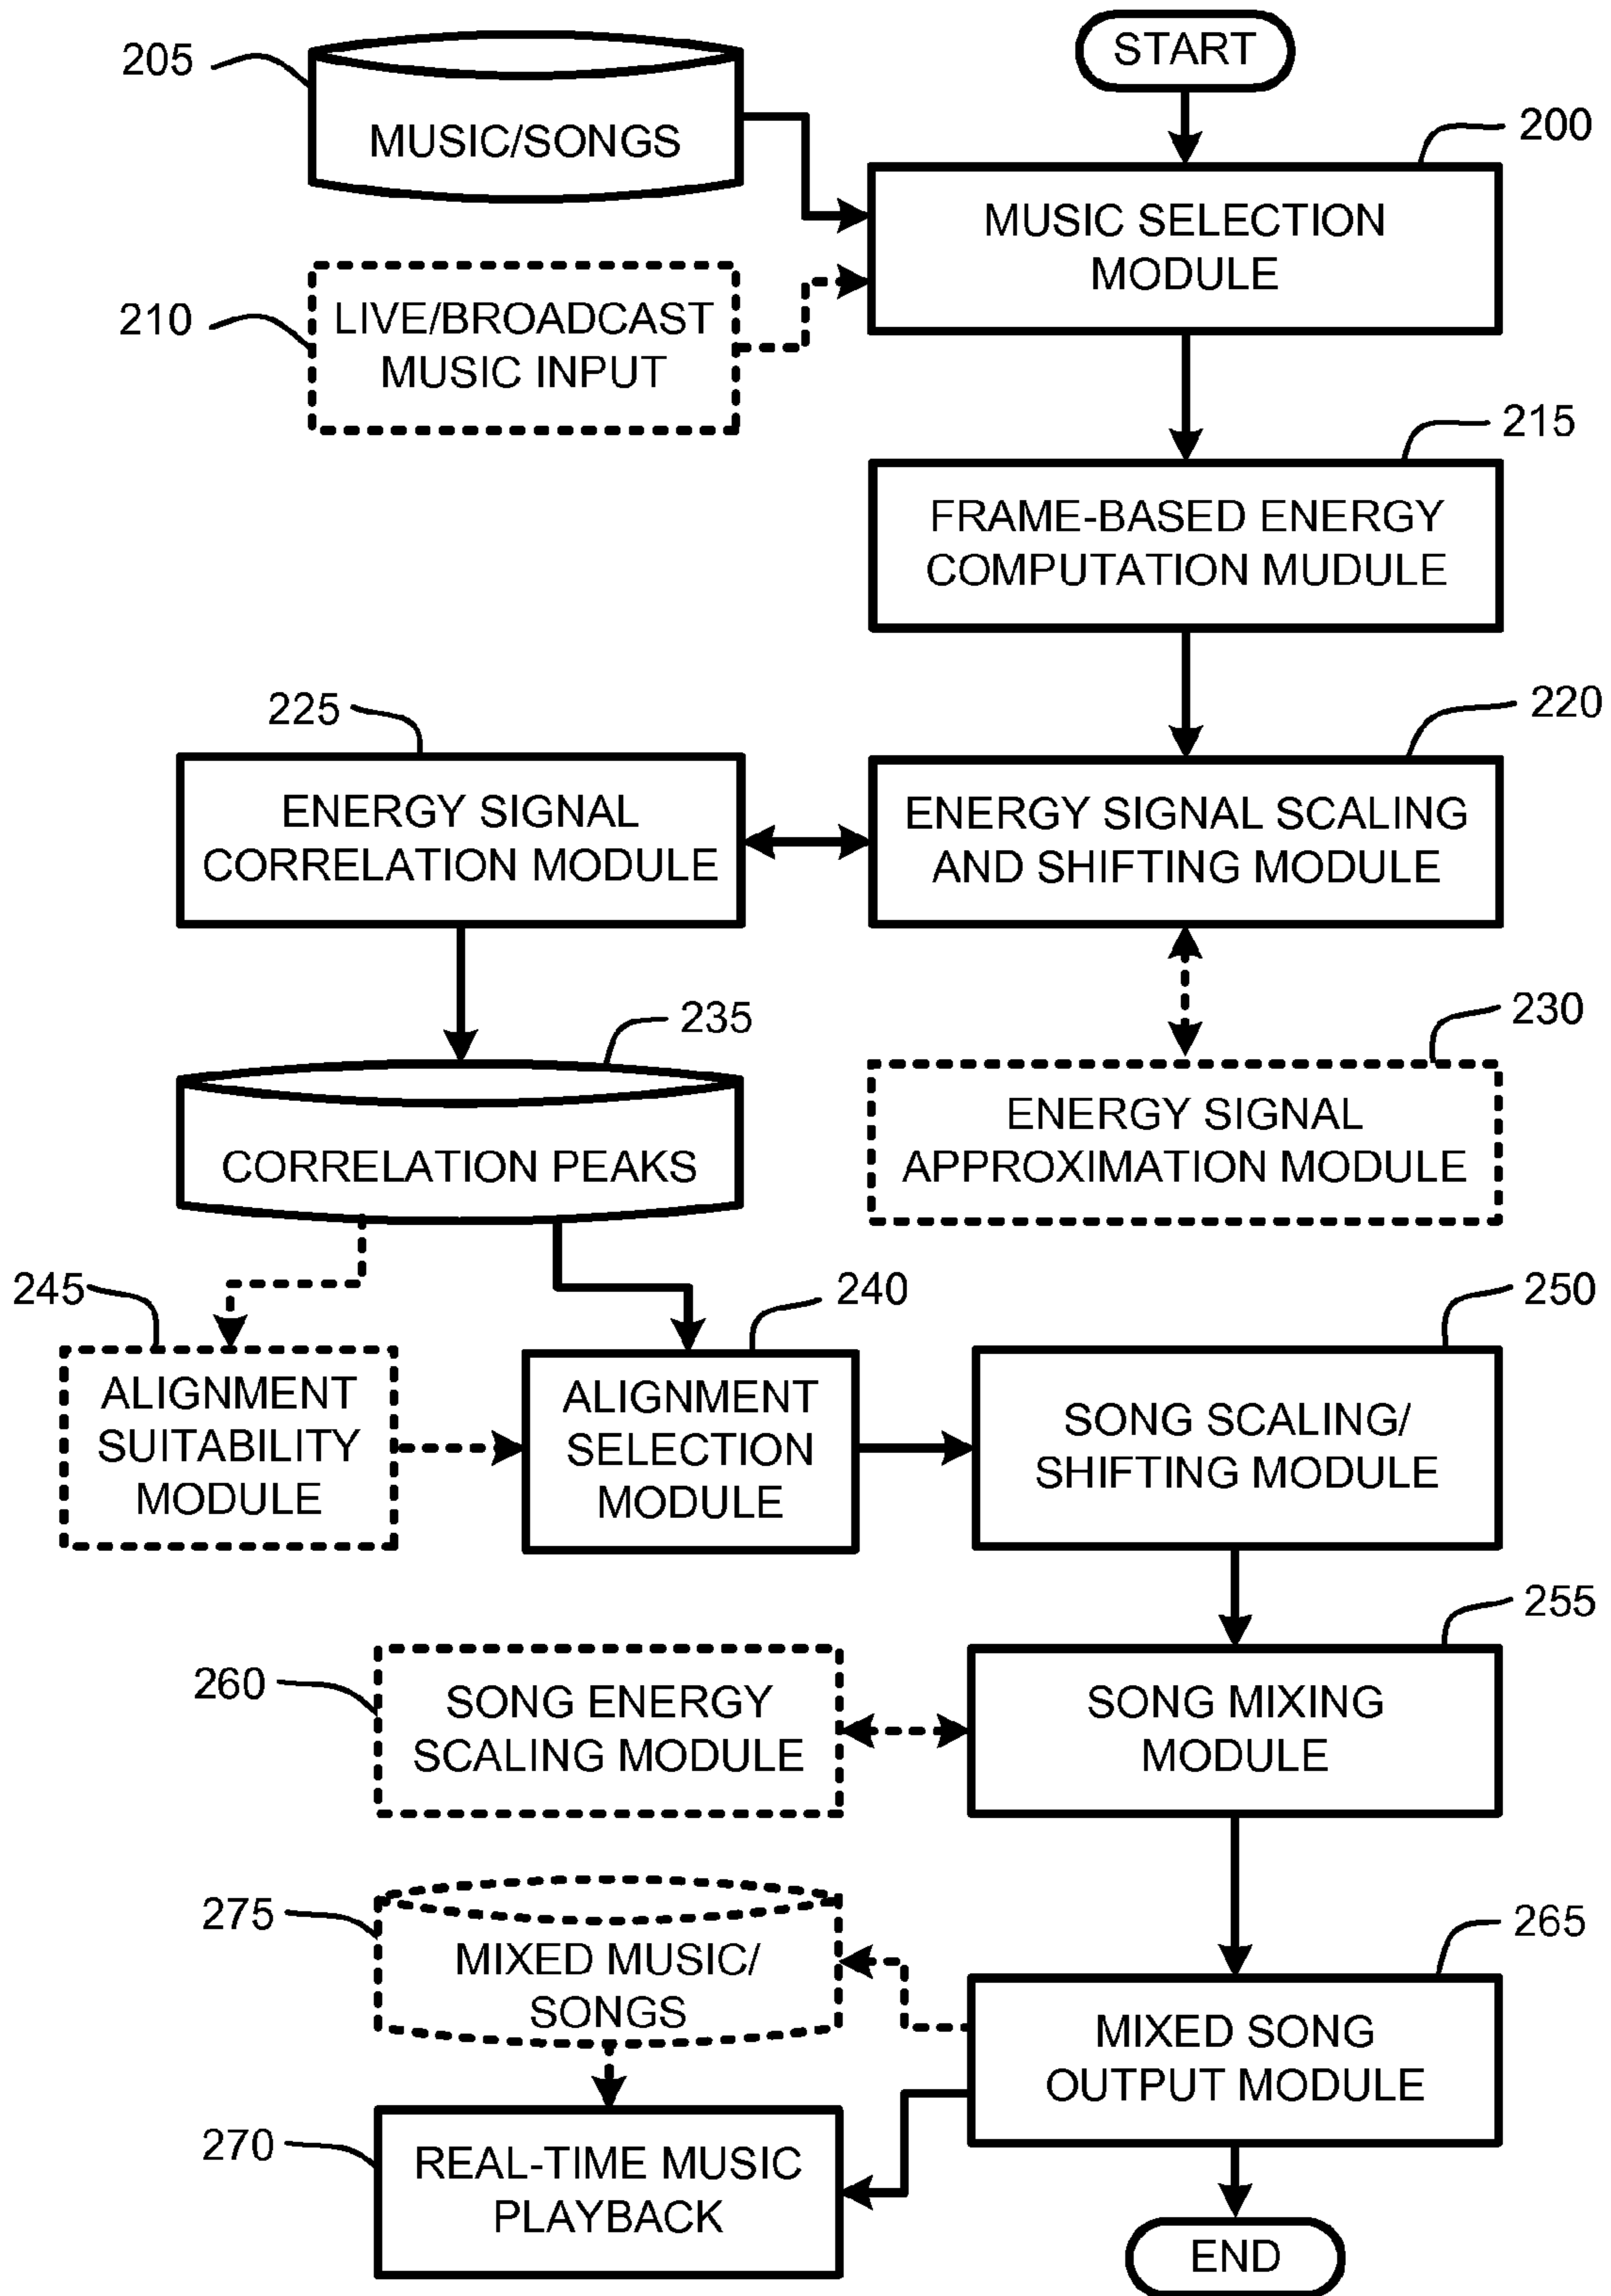 START
205
MUSIC/SONGS
200
MUSIC SELECTION
MODULE
210
LIVE/BROADCAST
MUSIC INPUT
215
FRAME-BASED ENERGY
COMPUTATION MUDULE
225
ENERGY SIGNAL
CORRELATION MODULE
220
ENERGY SIGNAL SCALING
AND SHIFTING MODULE
235
CORRELATION PEAKS
230
ENERGY SIGNAL
APPROXIMATION MODULE
245
ALIGNMENT
SUITABILITY
MODULE
240
ALIGNMENT
SELECTION
MODULE
250
SONG SCALING/
SHIFTING MODULE
260
SONG ENERGY
SCALING MODULE
255
SONG MIXING
MODULE
275
MIXED MUSIC/
SONGS
265
MIXED SONG
OUTPUT MODULE
270
REAL-TIME MUSIC
PLAYBACK
END